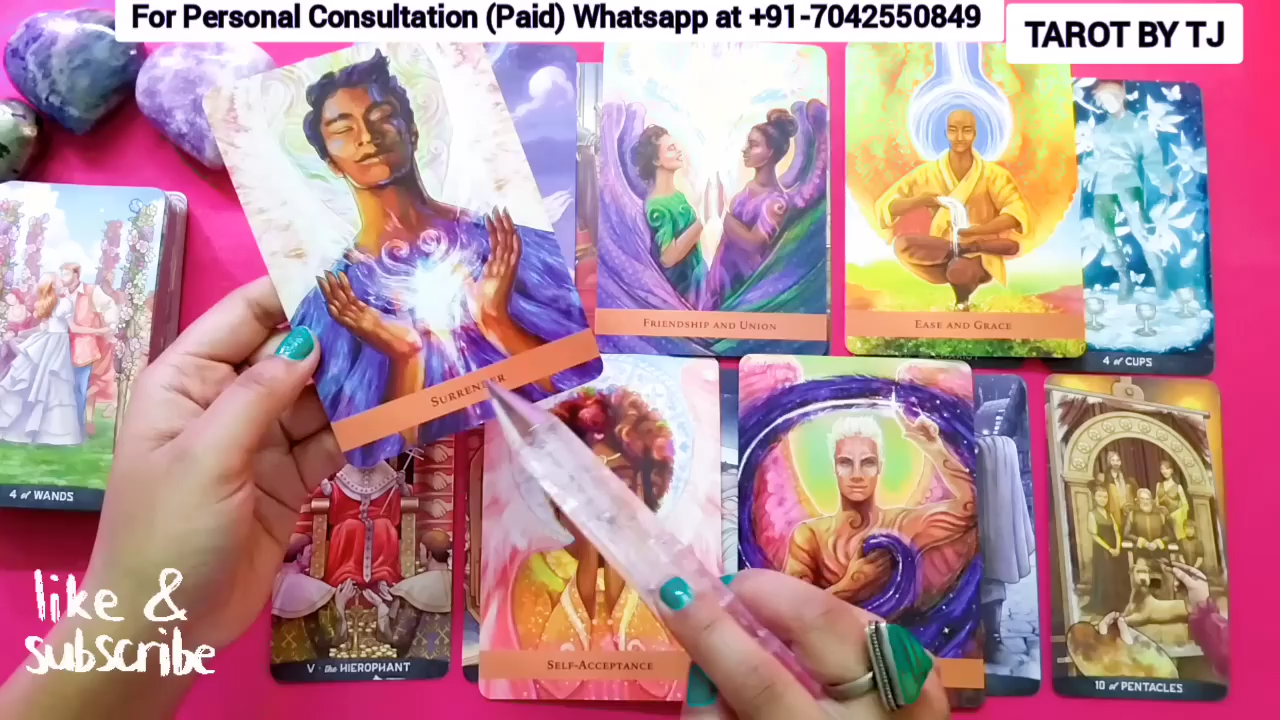 For Personal Consultation (Paid) Whatsapp at +91-7042550849
TAROT BY TJ
SURRENDER
FRIENDSHIP AND UNION
EASE AND GRACE
4 of CUPS
4 of WANDS
like &
subscribe
V - the HIEROPHANT
SELF-ACCEPTANCE
10 of PENTACLES